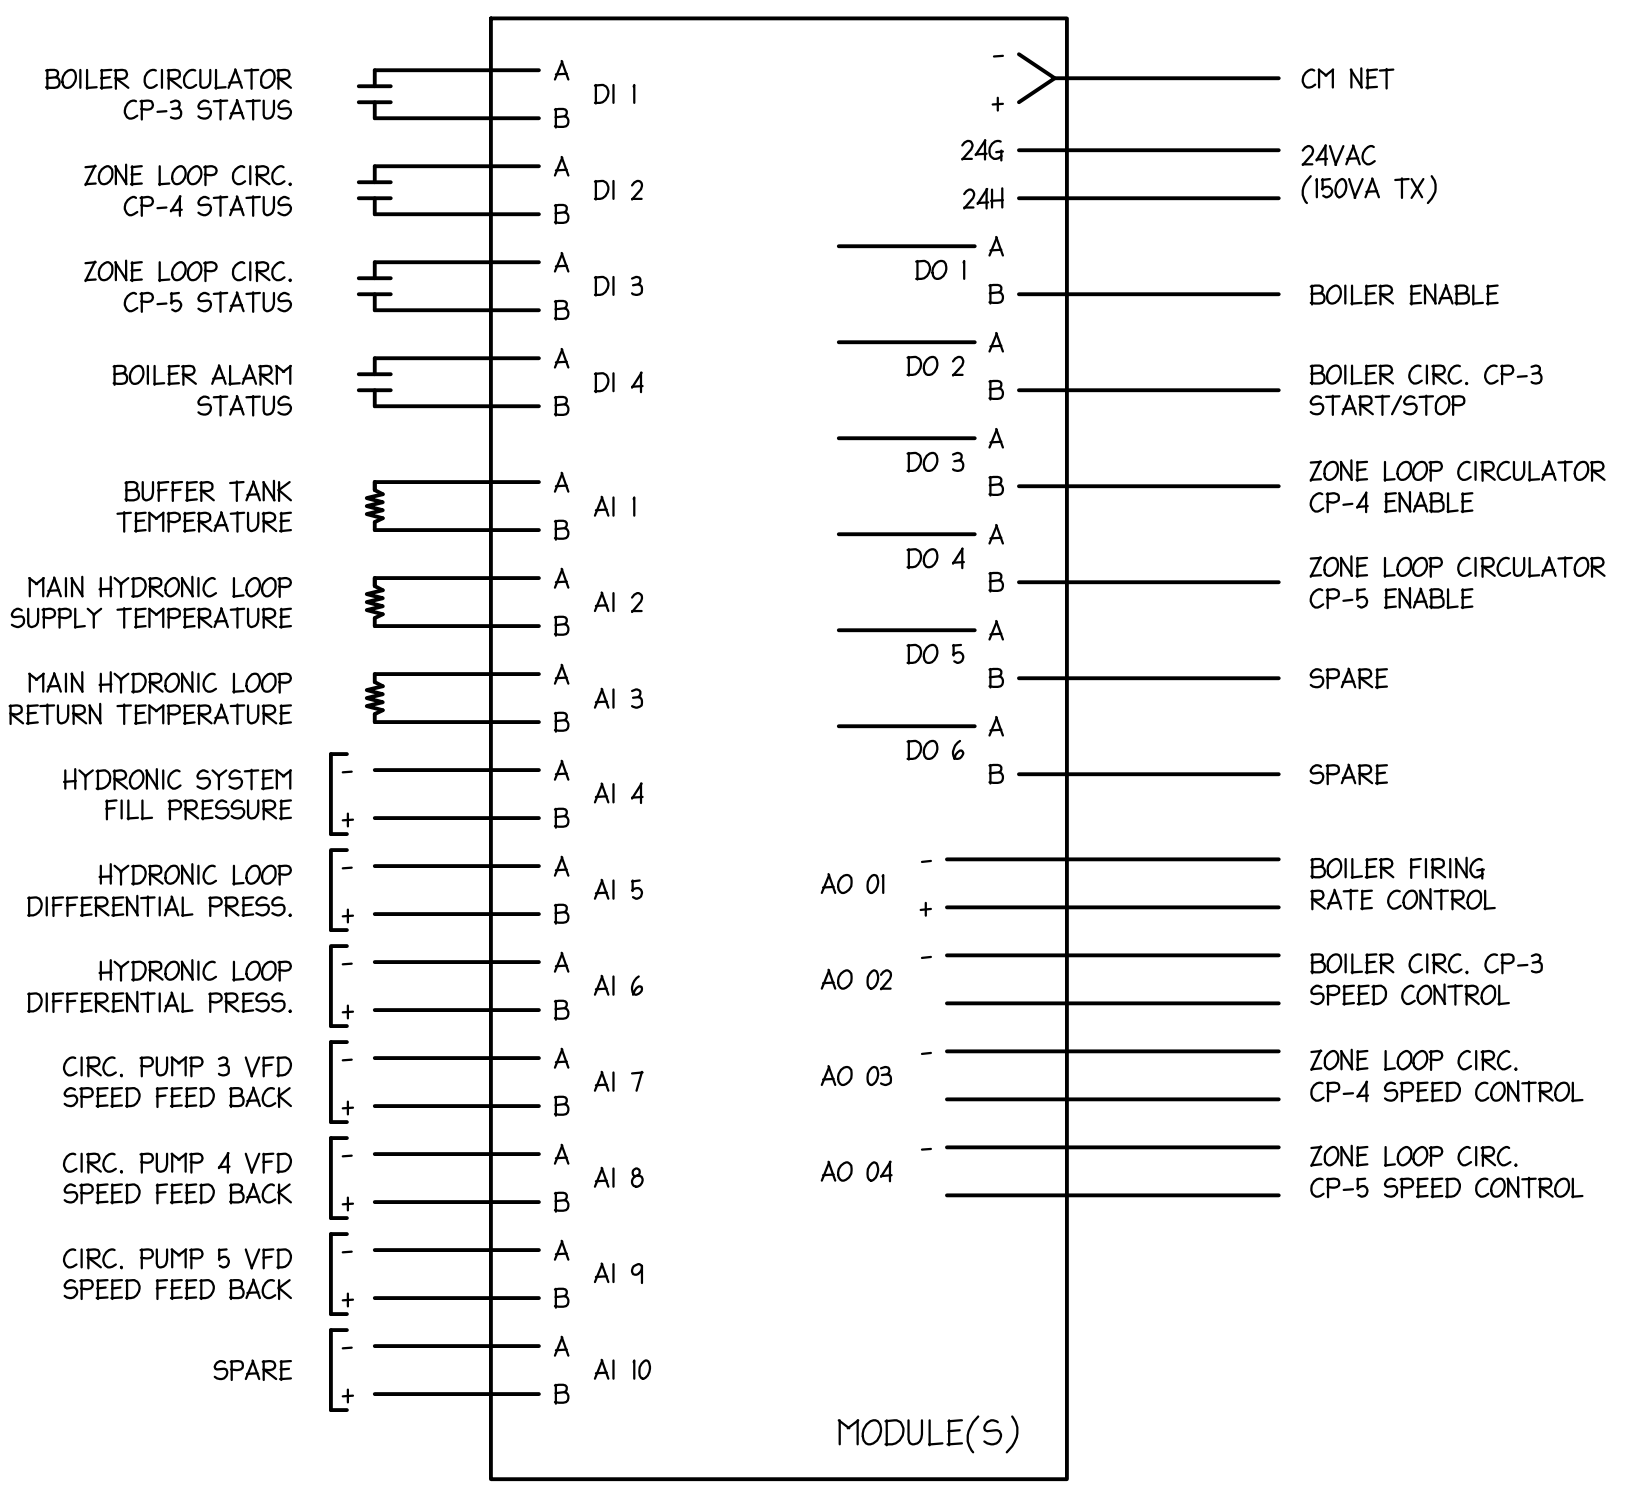 BOILER CIRCULATOR
CP-3 STATUS
A
B
DI 1
ZONE LOOP CIRC.
CP-4 STATUS
A
B
DI 2
ZONE LOOP CIRC.
CP-5 STATUS
A
B
DI 3
BOILER ALARM
STATUS
A
B
DI 4
BUFFER TANK
TEMPERATURE
A
B
AI 1
MAIN HYDRONIC LOOP
SUPPLY TEMPERATURE
A
B
AI 2
MAIN HYDRONIC LOOP
RETURN TEMPERATURE
A
B
AI 3
HYDRONIC SYSTEM
FILL PRESSURE
-
+
A
B
AI 4
HYDRONIC LOOP
DIFFERENTIAL PRESS.
-
+
A
B
AI 5
HYDRONIC LOOP
DIFFERENTIAL PRESS.
-
+
A
B
AI 6
CIRC. PUMP 3 VFD
SPEED FEED BACK
-
+
A
B
AI 7
CIRC. PUMP 4 VFD
SPEED FEED BACK
-
+
A
B
AI 8
CIRC. PUMP 5 VFD
SPEED FEED BACK
-
+
A
B
AI 9
SPARE
-
+
A
B
AI 10
-
+
CM NET
24G
24H
24VAC
(150VA TX)
DO 1
A
B
BOILER ENABLE
DO 2
A
B
BOILER CIRC. CP-3
START/STOP
DO 3
A
B
ZONE LOOP CIRCULATOR
CP-4 ENABLE
DO 4
A
B
ZONE LOOP CIRCULATOR
CP-5 ENABLE
DO 5
A
B
SPARE
DO 6
A
B
SPARE
AO 01
-
+
BOILER FIRING
RATE CONTROL
AO 02
-
BOILER CIRC. CP-3
SPEED CONTROL
AO 03
-
ZONE LOOP CIRC.
CP-4 SPEED CONTROL
AO 04
-
ZONE LOOP CIRC.
CP-5 SPEED CONTROL
MODULE(S)